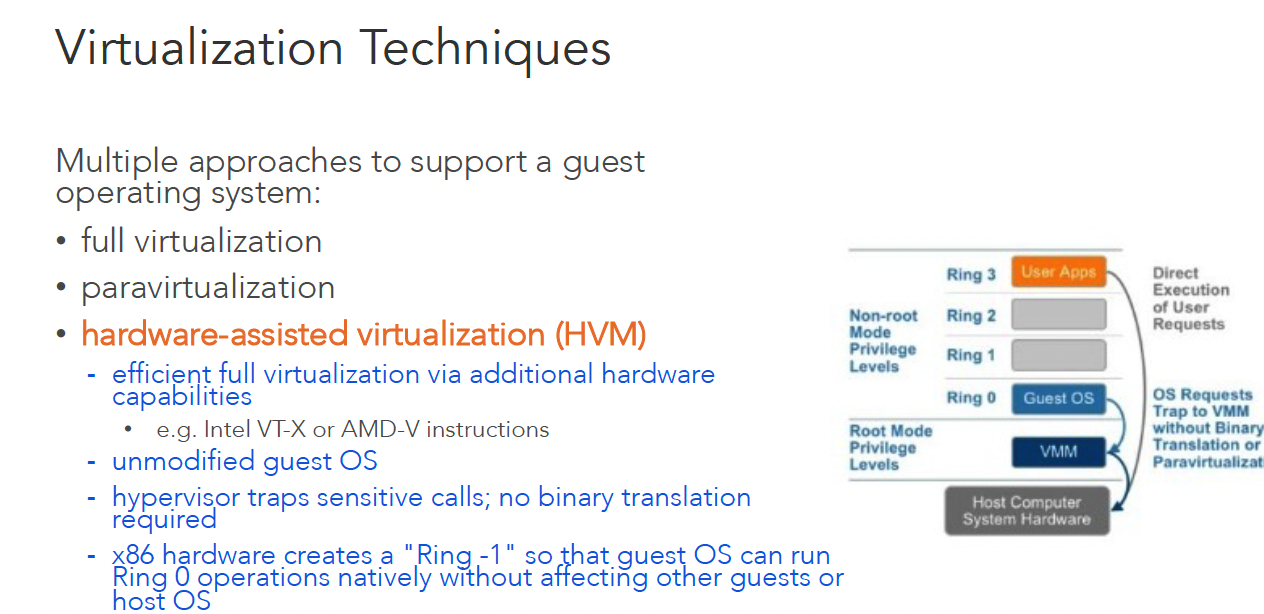 Virtualization Techniques
Multiple approaches to support a guest
operating system:
• full virtualization
• paravirtualization
• hardware-assisted virtualization (HVM)
- efficient full virtualization via additional hardware
capabilities
• e.g. Intel VT-X or AMD-V instructions
- unmodified guest OS
- hypervisor traps sensitive calls; no binary translation
required
- x86 hardware creates a "Ring -1" so that guest OS can run
Ring 0 operations natively without affecting other guests or
host OS
Non-root
Mode
Privilege
Levels
Ring 3
User Apps
Ring 2
Ring 1
Ring 0
Guest OS
Root Mode
Privilege
Levels
VMM
Host Computer
System Hardware
Direct
Execution
of User
Requests
OS Requests
Trap to VMM
without Binary
Translation or
Paravirtualizat